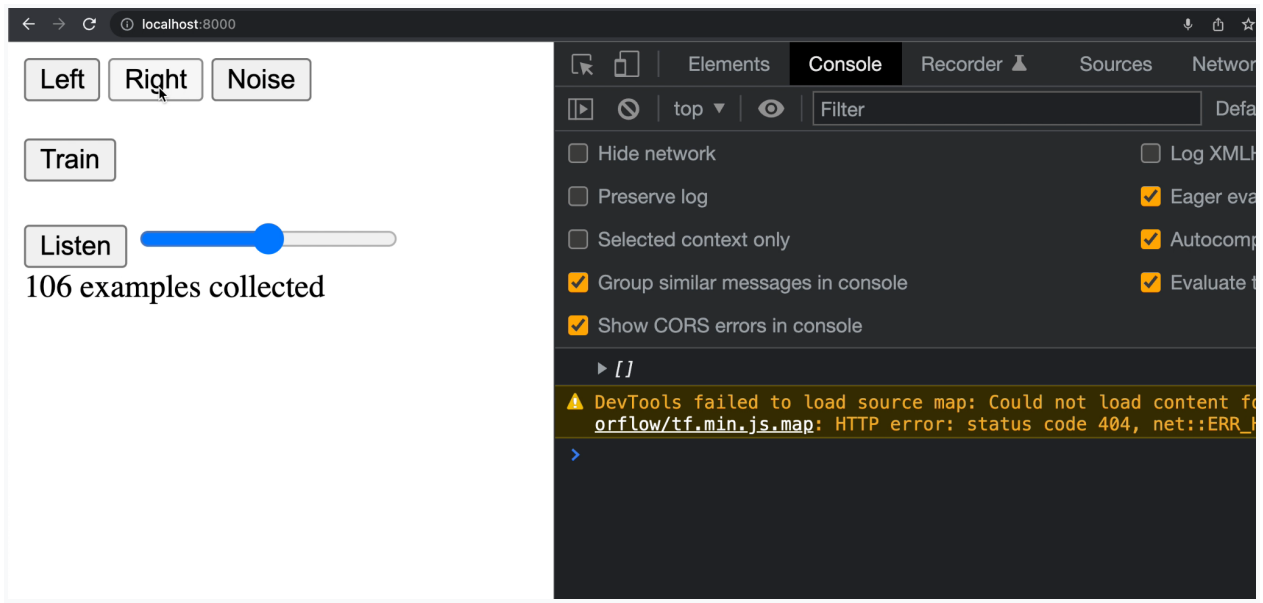 localhost:8000
Left Right Noise
Train
Listen
106 examples collected
Elements Console Recorder Sources Networ
top Filter Defa
Hide network Log XMLH
Preserve log Eager eva
Selected context only Autocomp
Group similar messages in console Evaluate t
Show CORS errors in console
[]
DevTools failed to load source map: Could not load content fo
orflow/tf.min.js.map: HTTP error: status code 404, net::ERR_H